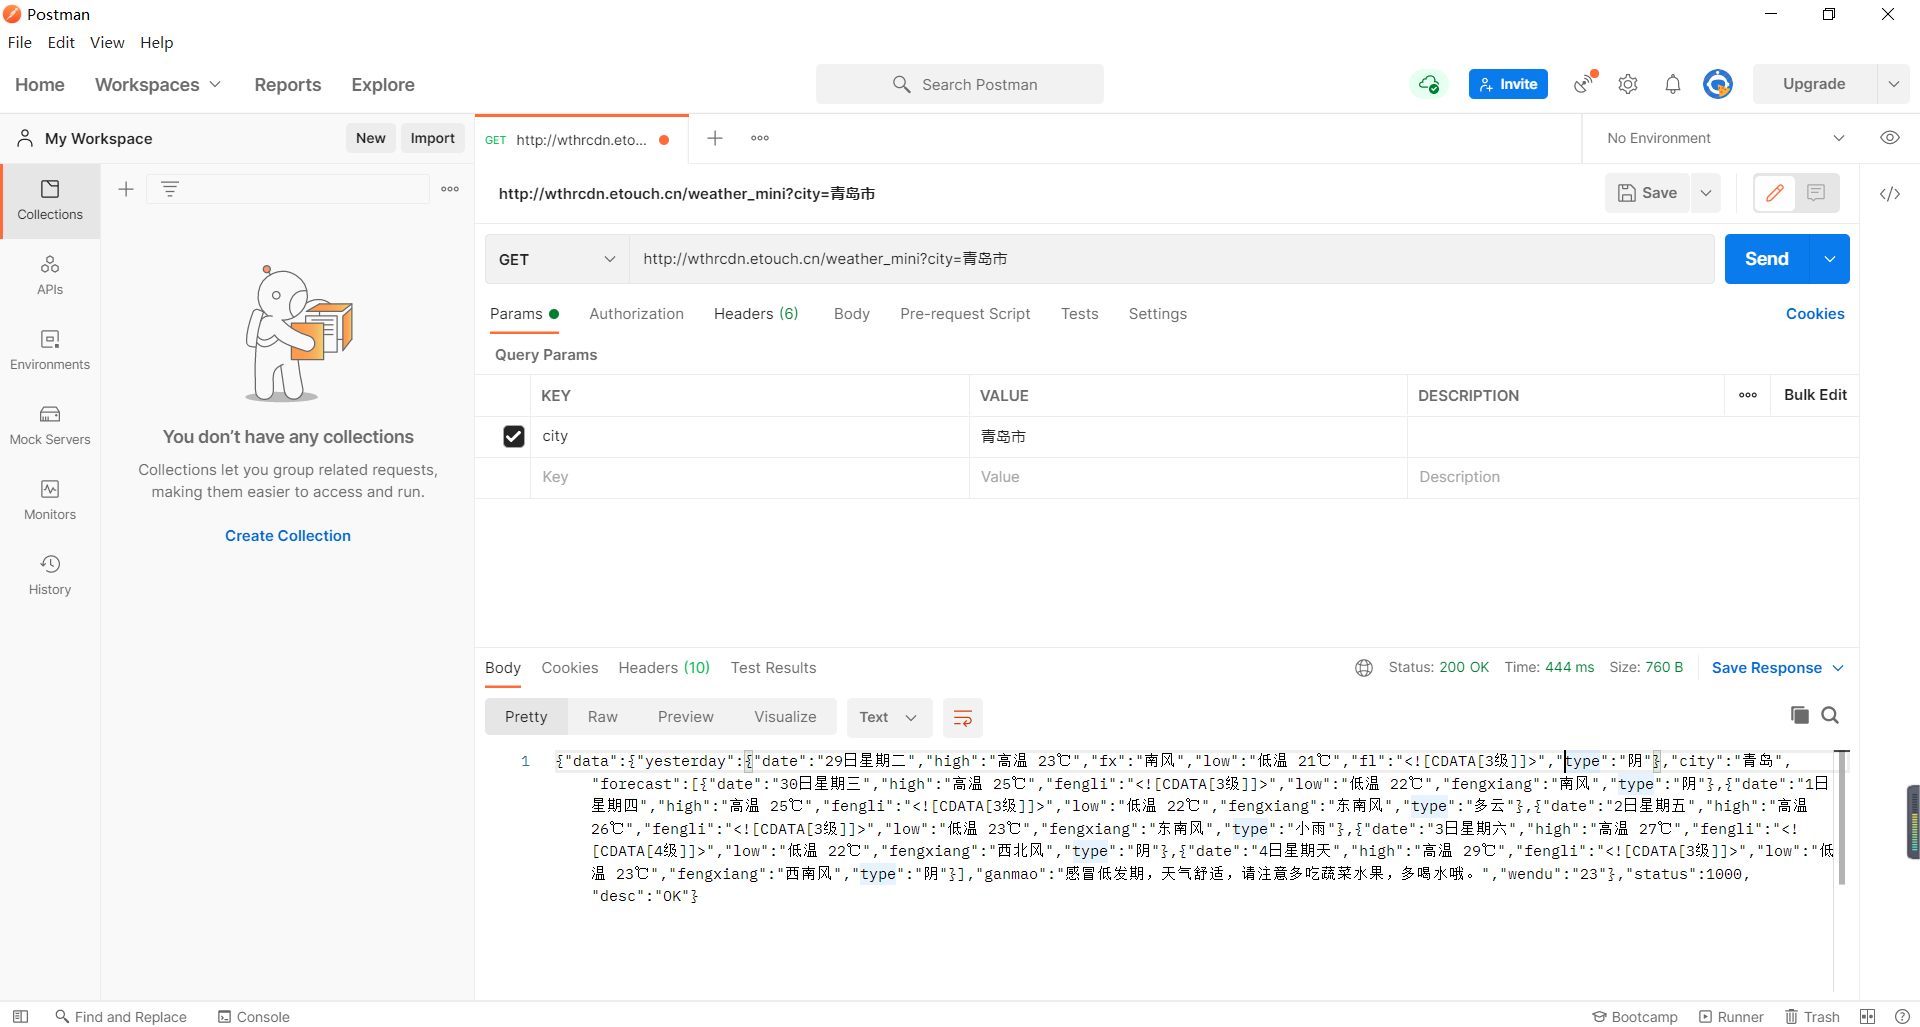 Postman
File Edit View Help
Home Workspaces Reports Explore Search Postman Invite Upgrade
My Workspace New Import GET http://wthrcdn.eto... No Environment
http://wthrcdn.etouch.cn/weather_mini?city=青岛市 Save
Collections
APIs
Environments
Mock Servers
Monitors
History
You don’t have any collections
Collections let you group related requests,
making them easier to access and run.
Create Collection
GET http://wthrcdn.etouch.cn/weather_mini?city=青岛市 Send
Params Authorization Headers (6) Body Pre-request Script Tests Settings Cookies
Query Params
KEY VALUE DESCRIPTION Bulk Edit
city 青岛市
Key Value Description
Body Cookies Headers (10) Test Results Status: 200 OK Time: 444 ms Size: 760 B Save Response
Pretty Raw Preview Visualize Text
1 {"data":{"yesterday":{"date":"29日星期二","high":"高温 23℃","fx":"南风","low":"低温 21℃","fl":"<![CDATA[3级]]>","type":"阴"},"city":"青岛",
"forecast":[{"date":"30日星期三","high":"高温 25℃","fengli":"<![CDATA[3级]]>","low":"低温 22℃","fengxiang":"南风","type":"阴"},{"date":"1日
星期四","high":"高温 25℃","fengli":"<![CDATA[3级]]>","low":"低温 22℃","fengxiang":"东南风","type":"多云"},{"date":"2日星期五","high":"高温
26℃","fengli":"<![CDATA[3级]]>","low":"低温 23℃","fengxiang":"东南风","type":"小雨"},{"date":"3日星期六","high":"高温 27℃","fengli":"<!
[CDATA[4级]]>","low":"低温 22℃","fengxiang":"西北风","type":"阴"},{"date":"4日星期天","high":"高温 29℃","fengli":"<![CDATA[3级]]>","low":"低
温 23℃","fengxiang":"西南风","type":"阴"}],"ganmao":"感冒低发期，天气舒适，请注意多吃蔬菜水果，多喝水哦。","wendu":"23"},"status":1000,
"desc":"OK"}
Find and Replace Console Bootcamp Runner Trash